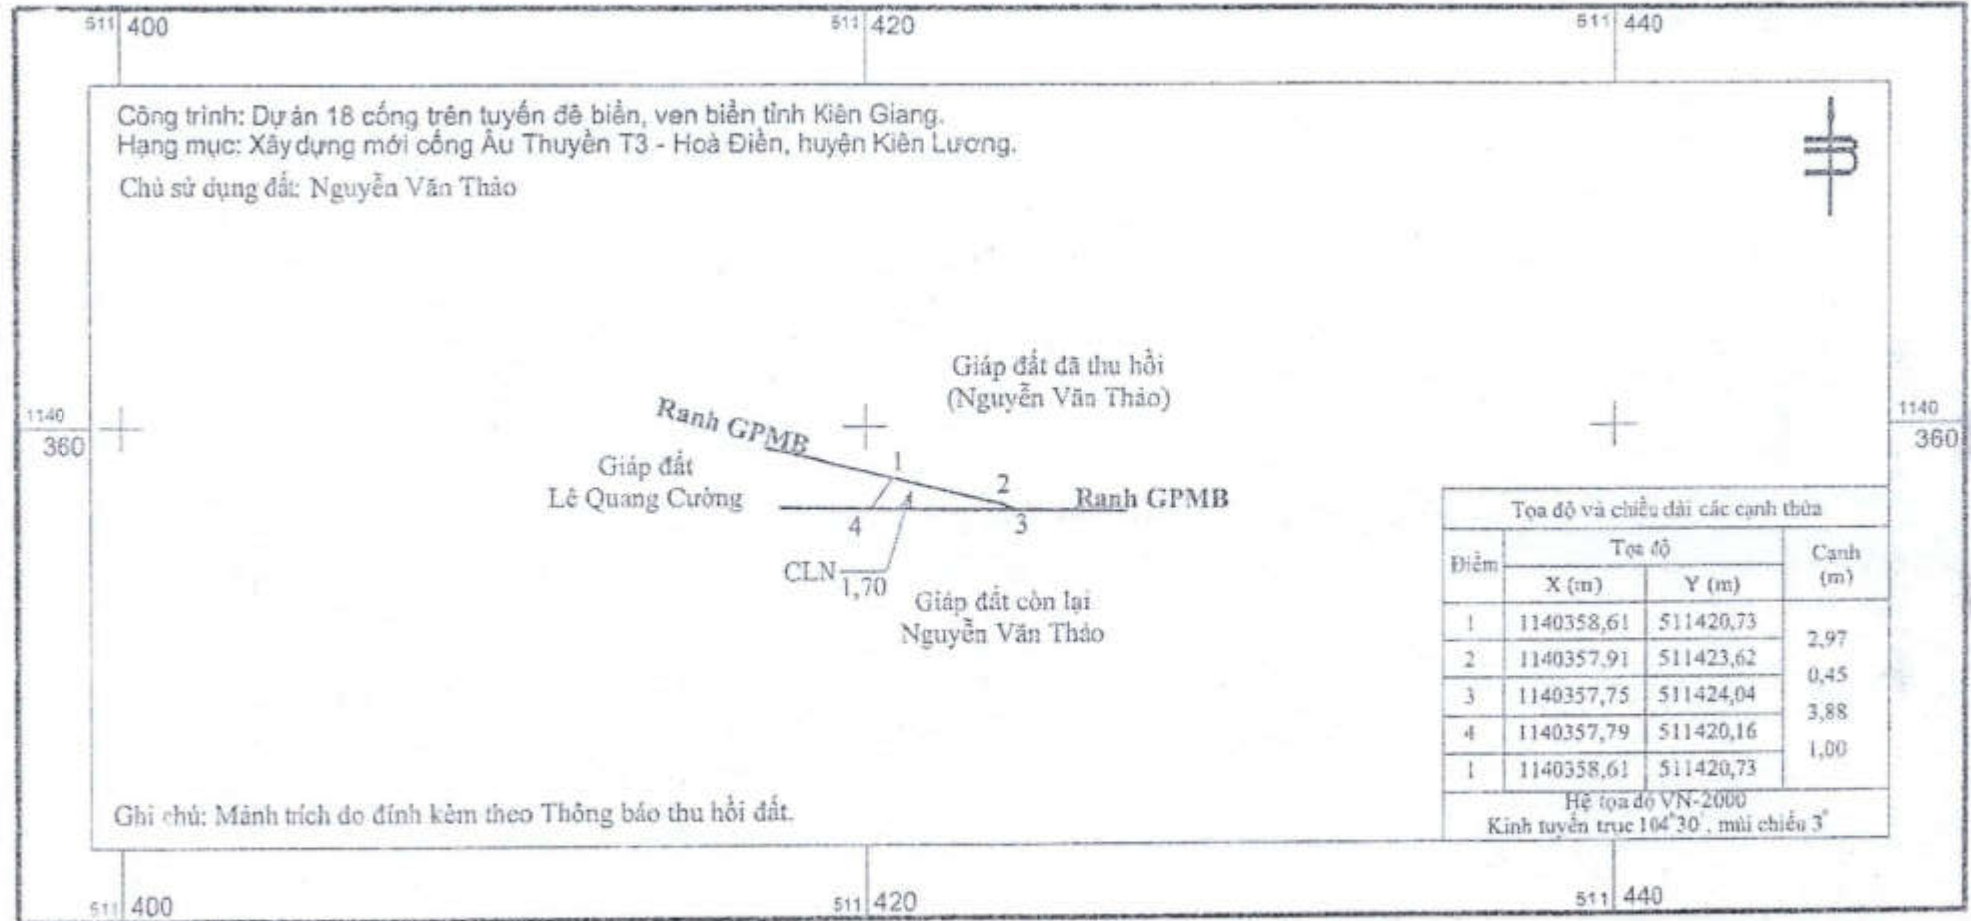 511 400
511 420
511 440
Công trình: Dự án 18 cống trên tuyến đê biển, ven biển tỉnh Kiên Giang.
Hạng mục: Xây dựng mới cống Âu Thuyền T3 - Hoà Điền, huyện Kiên Lương.
Chủ sử dụng đất: Nguyễn Văn Thảo
B
Giáp đất đã thu hồi
(Nguyễn Văn Thảo)
1140
360
1140
360
Ranh GPMB
Giáp đất
Lê Quang Cường
1
2
Ranh GPMB
4
3
CLN
1,70
Giáp đất còn lại
Nguyễn Văn Thảo
Tọa độ và chiều dài các cạnh thửa
Điểm
Tọa độ
Cạnh
(m)
X (m) Y (m)
1 1140358,61 511420,73
2,97
2 1140357,91 511423,62
0,45
3 1140357,75 511424,04
3,88
4 1140357,79 511420,16
1,00
1 1140358,61 511420,73
Hệ tọa độ VN-2000
Kinh tuyến trục 104°30', múi chiếu 3°
Ghi chú: Mảnh trích đo đính kèm theo Thông báo thu hồi đất.
511 400
511 420
511 440